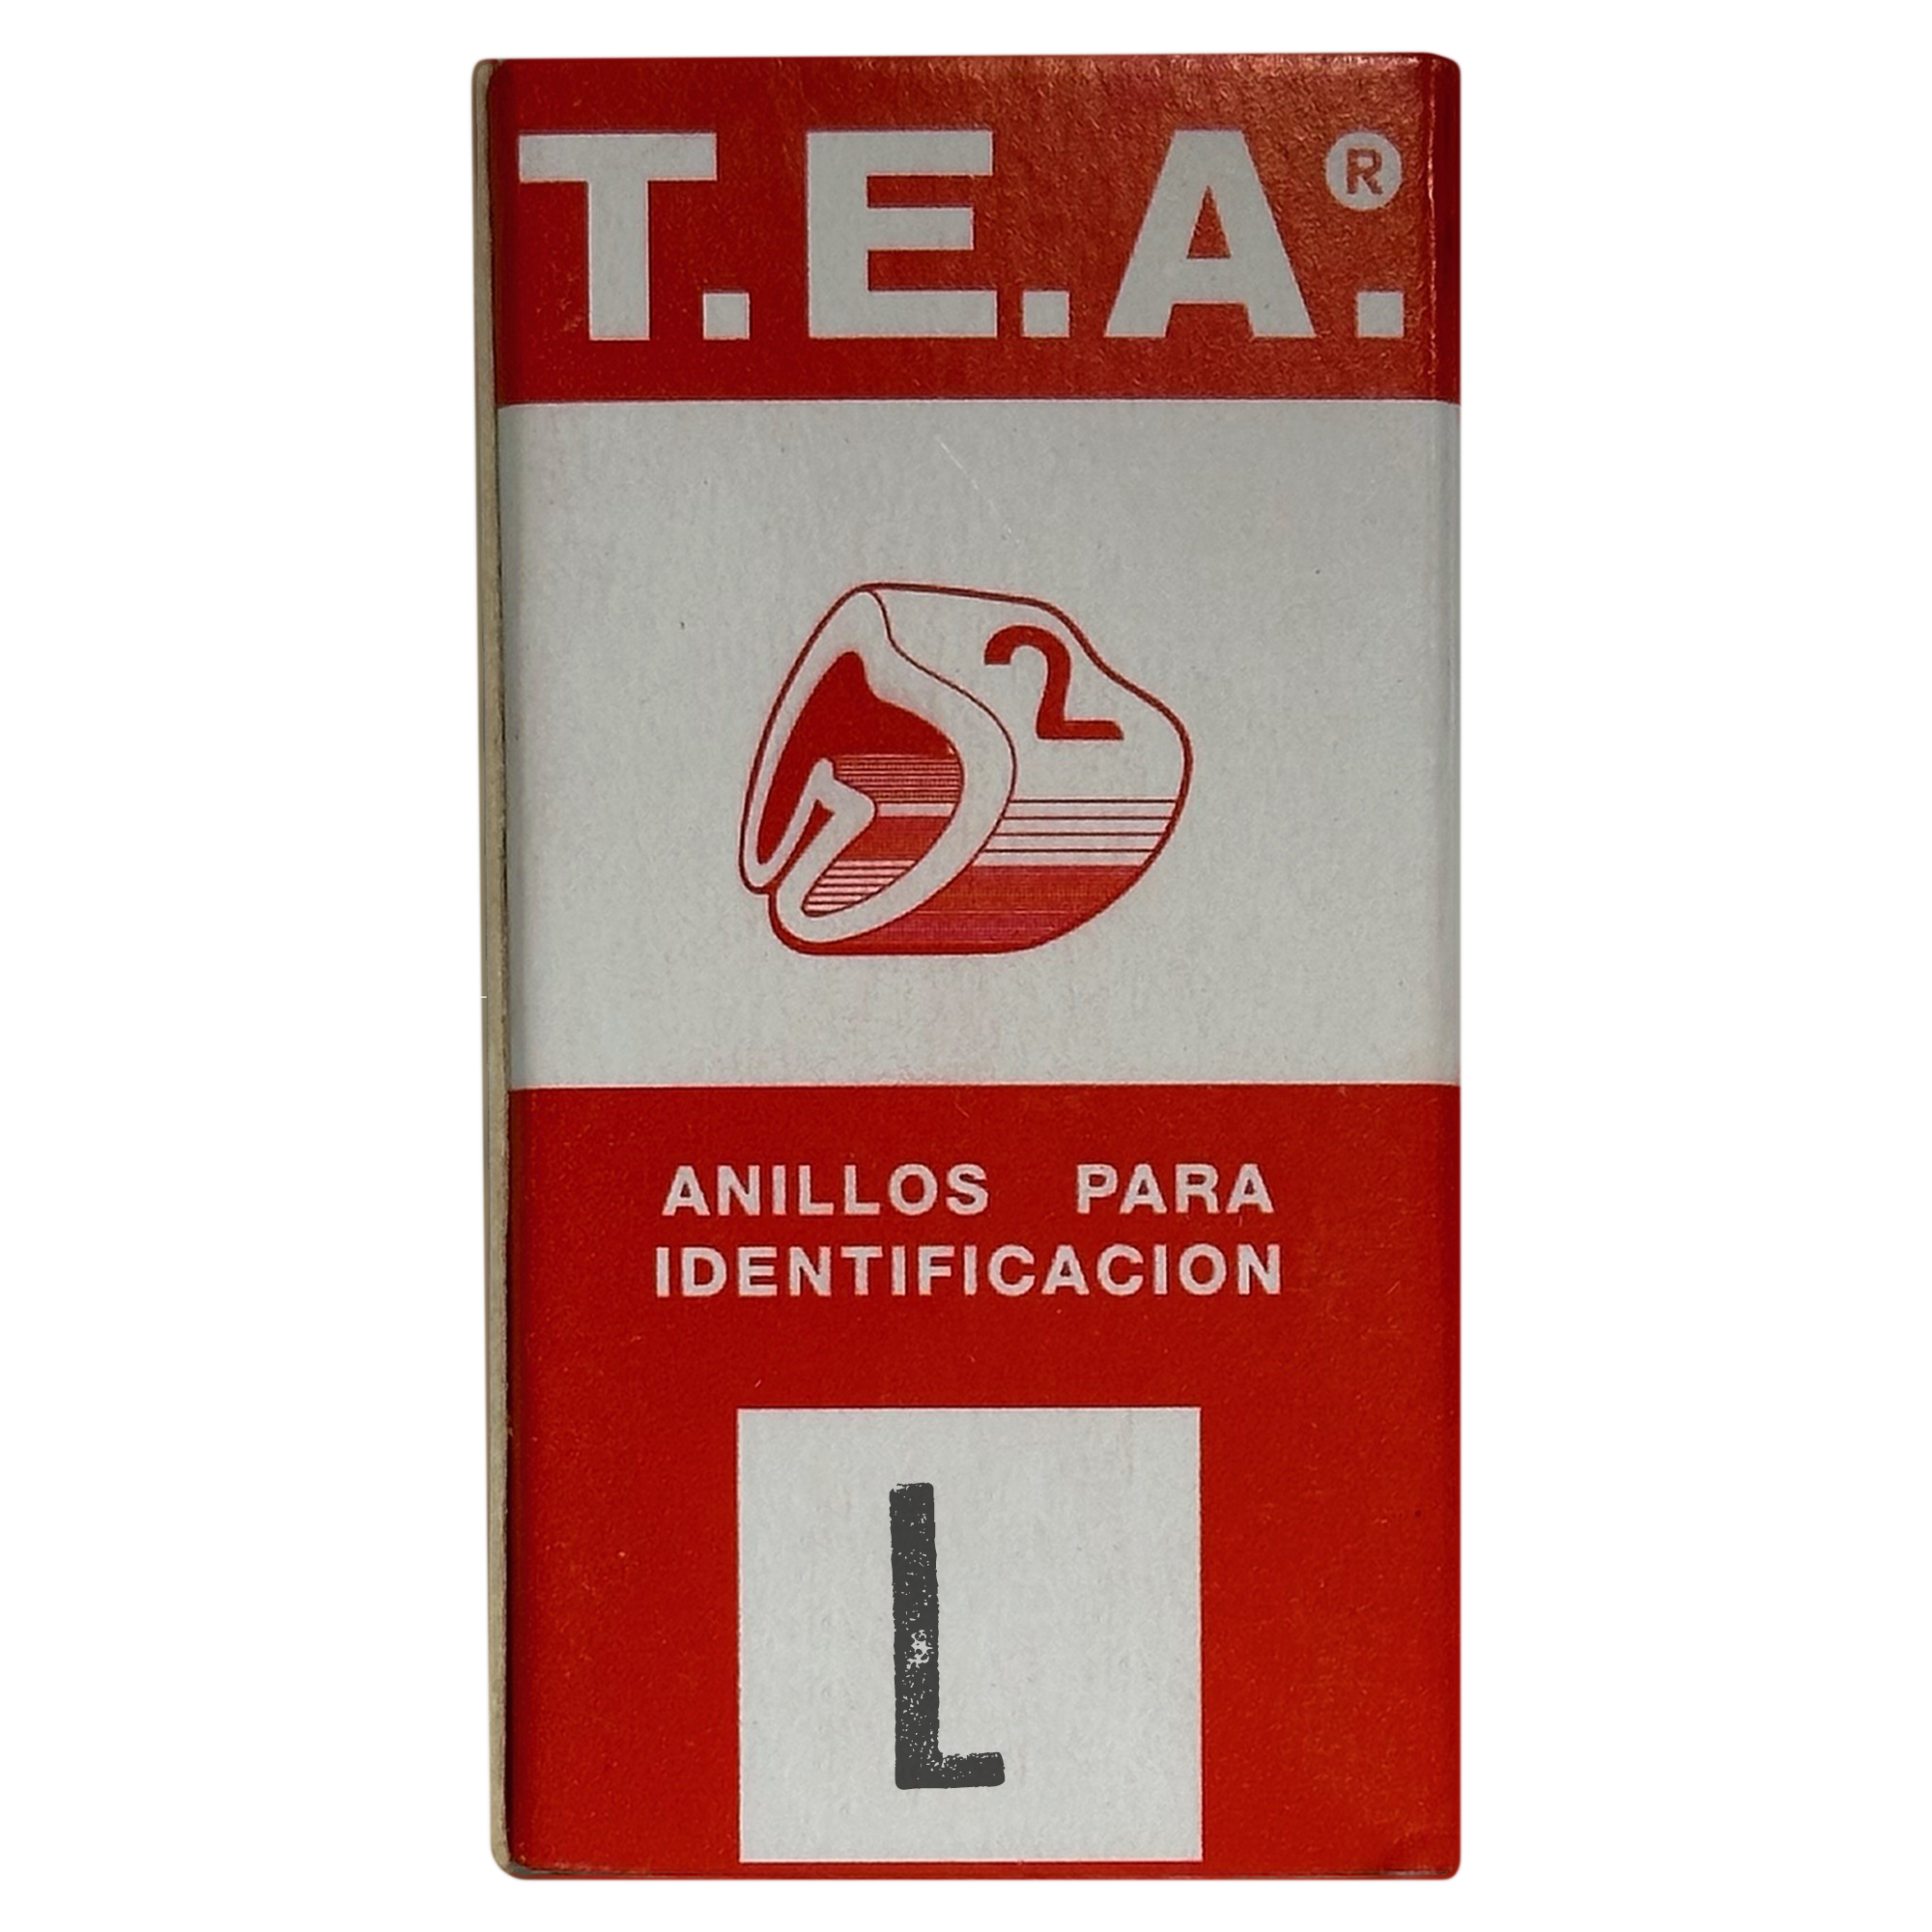 T.E.A.®
2
ANILLOS PARA
IDENTIFICACION
L